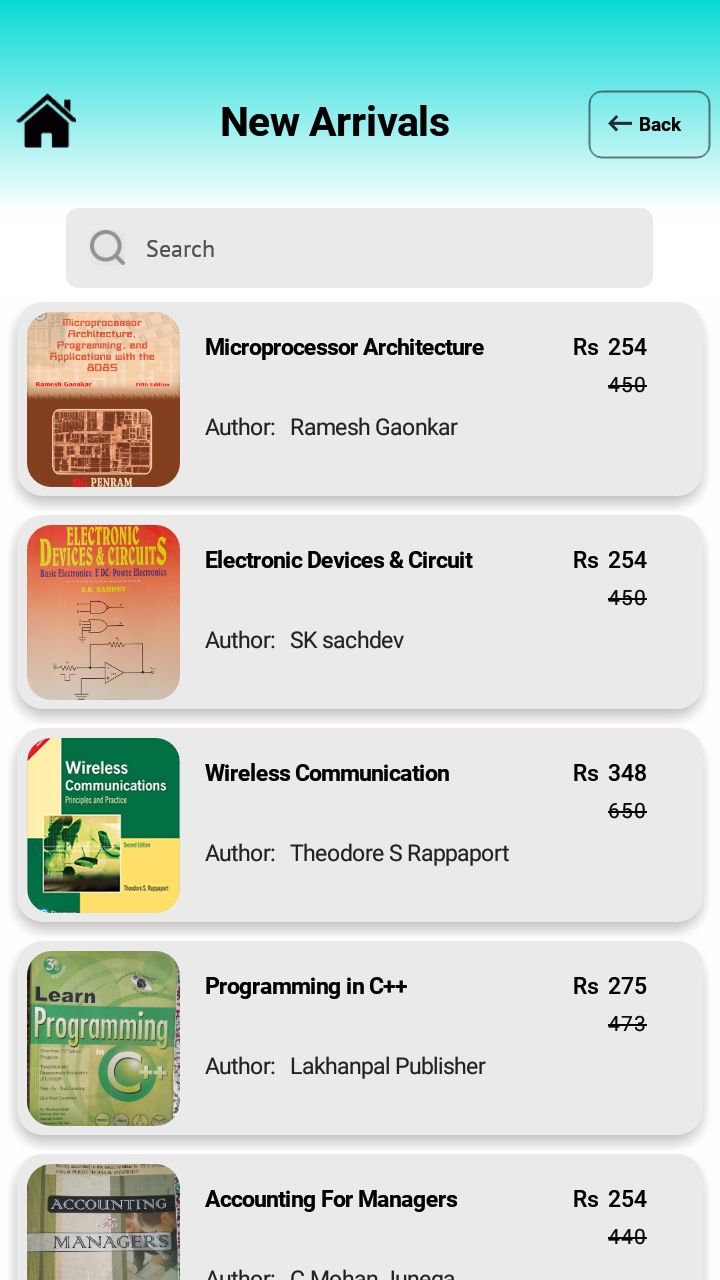 New Arrivals
Back
Search
Microprocessor
Architecture,
Programming, and
Applications with the
8085
Ramesh Gaonkar Fifth Edition
PENRAM
Microprocessor Architecture
Rs 254
450
Author: Ramesh Gaonkar
ELECTRONIC
DEVICES & CIRCUITS
Basic Electronics: E DC: Power Electronics
S.K. SAHDEV
Electronic Devices & Circuit
Rs 254
450
Author: SK sachdev
Wireless
Communications
Principles and Practice
Second Edition
Theodore S. Rappaport
Wireless Communication
Rs 348
650
Author: Theodore S Rappaport
Learn
Programming
in
C++
Programming in C++
Rs 275
473
Author: Lakhanpal Publisher
ACCOUNTING
For
MANAGERS
Accounting For Managers
Rs 254
440
Author: C Mohan Junega